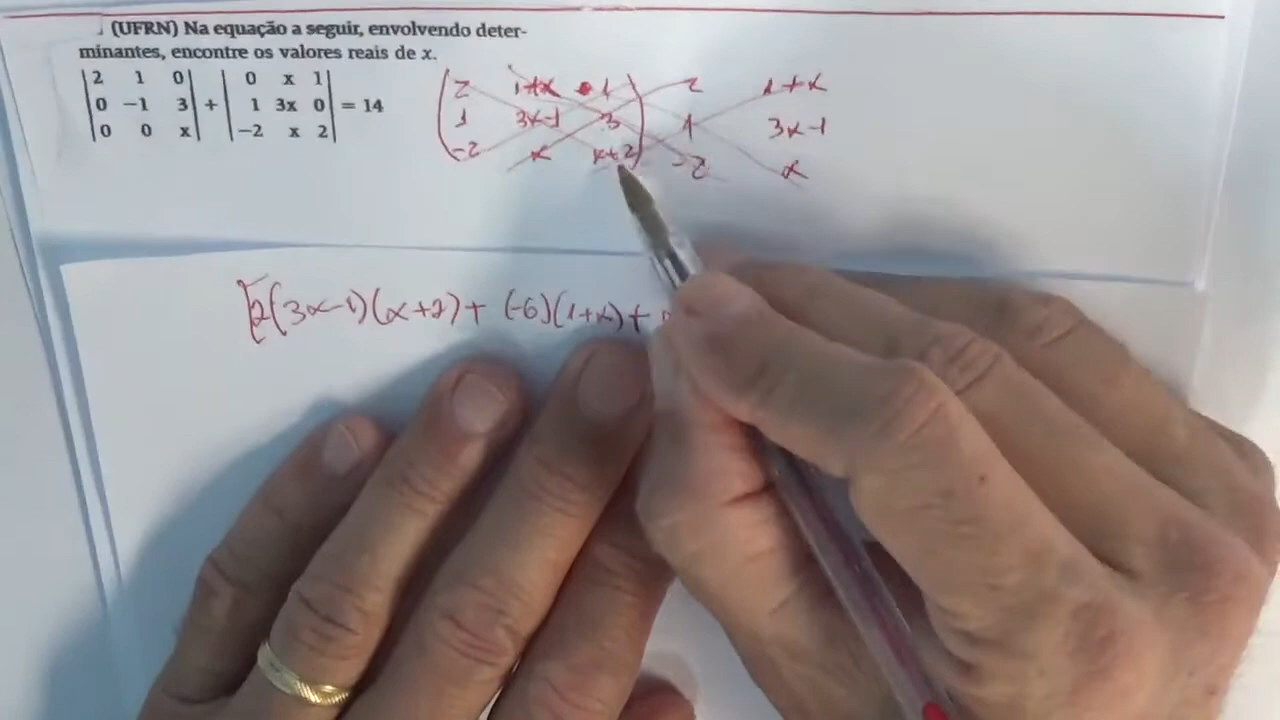 (UFRN) Na equação a seguir, envolvendo deter-
minantes, encontre os valores reais de x.
|2 1 0| + |0 x 1| = 14
|0 −1 3| |1 3x 0|
|0 0 x| |−2 x 2|
(2 1+x 1) 2 1+x
1 3x-1 3 1 3x-1
-2 x x+2 -2 x
[2(3x-1)(x+2)+ (-6)(1+x)+